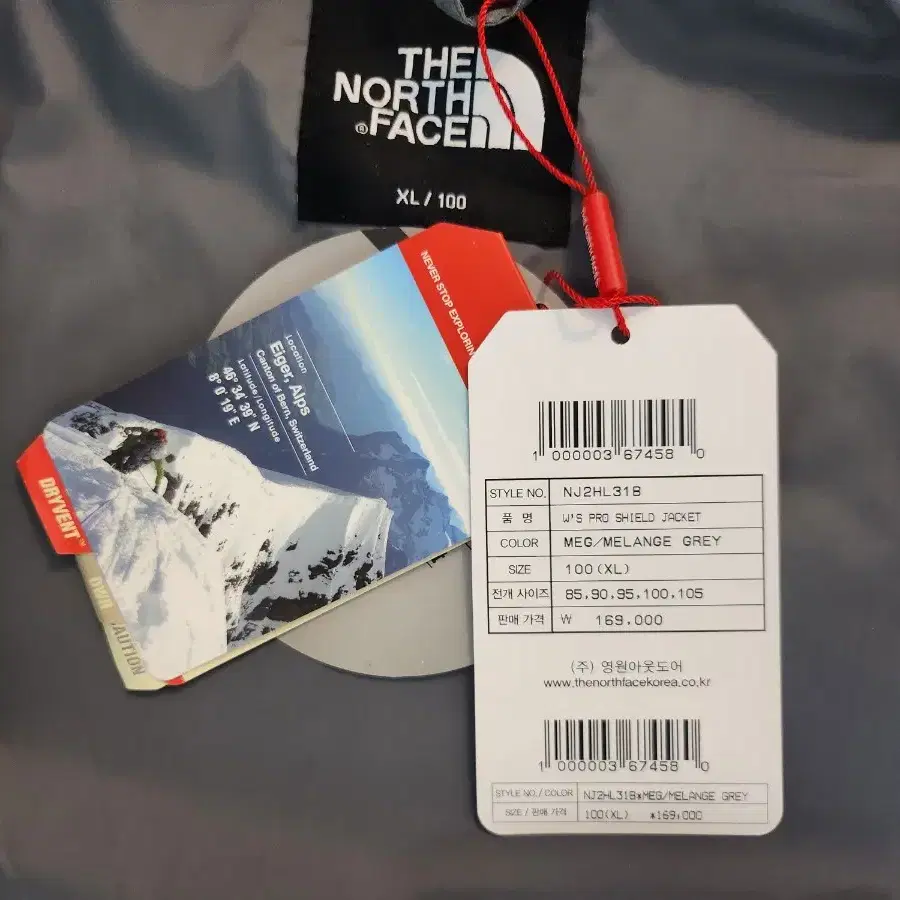 THE
NORTH
FACE
®
XL / 100
NEVER STOP EXPLORING
Location
Eiger, Alps
Canton of Bern, Switzerland
Latitude/Longitude
46° 34' 39" N
8° 0' 19" E
DRYVENT™
CAUTION
1 000003 67458 0
STYLE NO. NJ2HL31B
품 명 W'S PRO SHIELD JACKET
COLOR MEG/MELANGE GREY
SIZE 100(XL)
전개 사이즈 85,90,95,100,105
판매 가격 ₩ 169,000
(주) 영원아웃도어
www.thenorthfacekorea.co.kr
1 000003 67458 0
STYLE NO. / COLOR NJ2HL31B*MEG/MELANGE GREY
SIZE / 판매 가격 100(XL) *169,000